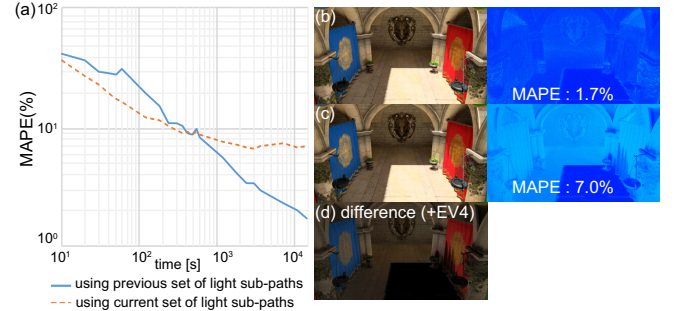 (a)
10²
10¹
10⁰
MAPE(%)
10¹ 10² 10³ 10⁴
time [s]
using previous set of light sub-paths
using current set of light sub-paths
(b)
MAPE : 1.7%
(c)
MAPE : 7.0%
(d) difference (+EV4)